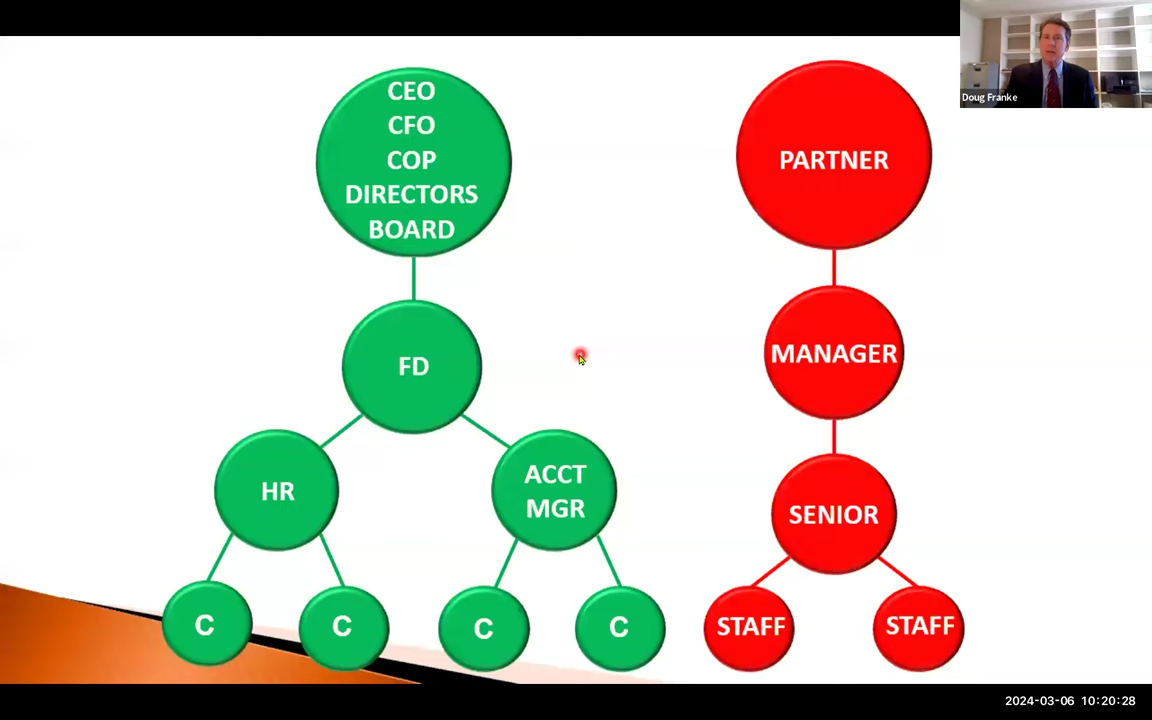 Doug Franke
CEO
CFO
COP
DIRECTORS
BOARD
FD
HR
ACCT
MGR
C
C
C
C
PARTNER
MANAGER
SENIOR
STAFF
STAFF
2024-03-06 10:20:28